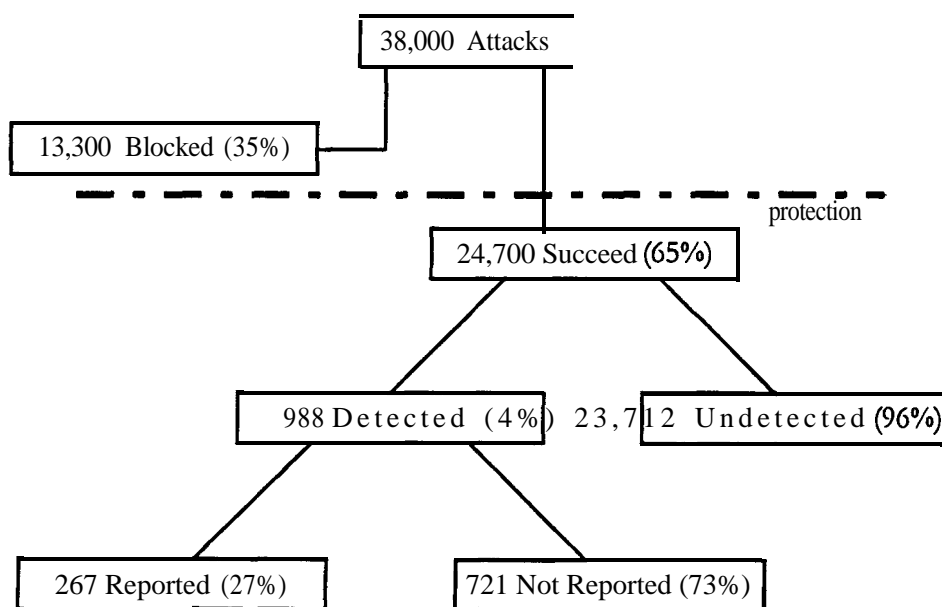 38,000 Attacks
13,300 Blocked (35%)
protection
24,700 Succeed (65%)
988 Detected (4%) 23,712 Undetected (96%)
267 Reported (27%)
721 Not Reported (73%)